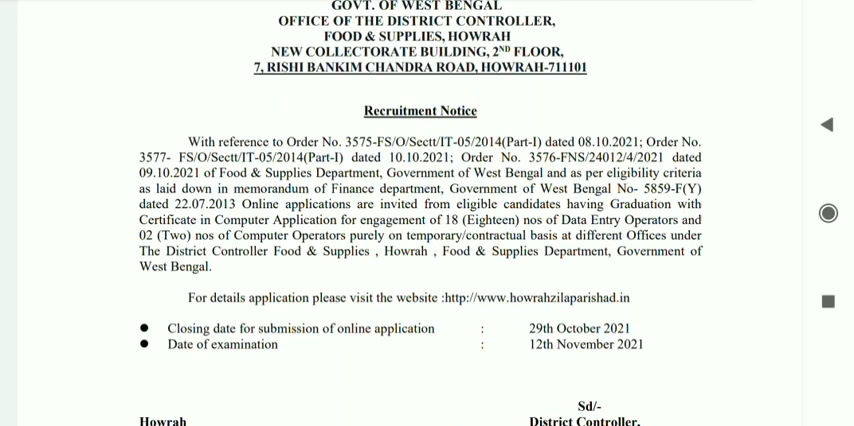 GOVT. OF WEST BENGAL
OFFICE OF THE DISTRICT CONTROLLER,
FOOD & SUPPLIES, HOWRAH
NEW COLLECTORATE BUILDING, 2ND FLOOR,
7, RISHI BANKIM CHANDRA ROAD, HOWRAH-711101
Recruitment Notice
With reference to Order No. 3575-FS/O/Sectt/IT-05/2014(Part-I) dated 08.10.2021; Order No.
3577- FS/O/Sectt/IT-05/2014(Part-I) dated 10.10.2021; Order No. 3576-FNS/24012/4/2021 dated
09.10.2021 of Food & Supplies Department, Government of West Bengal and as per eligibility criteria
as laid down in memorandum of Finance department, Government of West Bengal No- 5859-F(Y)
dated 22.07.2013 Online applications are invited from eligible candidates having Graduation with
Certificate in Computer Application for engagement of 18 (Eighteen) nos of Data Entry Operators and
02 (Two) nos of Computer Operators purely on temporary/contractual basis at different Offices under
The District Controller Food & Supplies , Howrah , Food & Supplies Department, Government of
West Bengal.
For details application please visit the website :http://www.howrahzilaparishad.in
● Closing date for submission of online application : 29th October 2021
● Date of examination : 12th November 2021
Sd/-
Howrah District Controller,